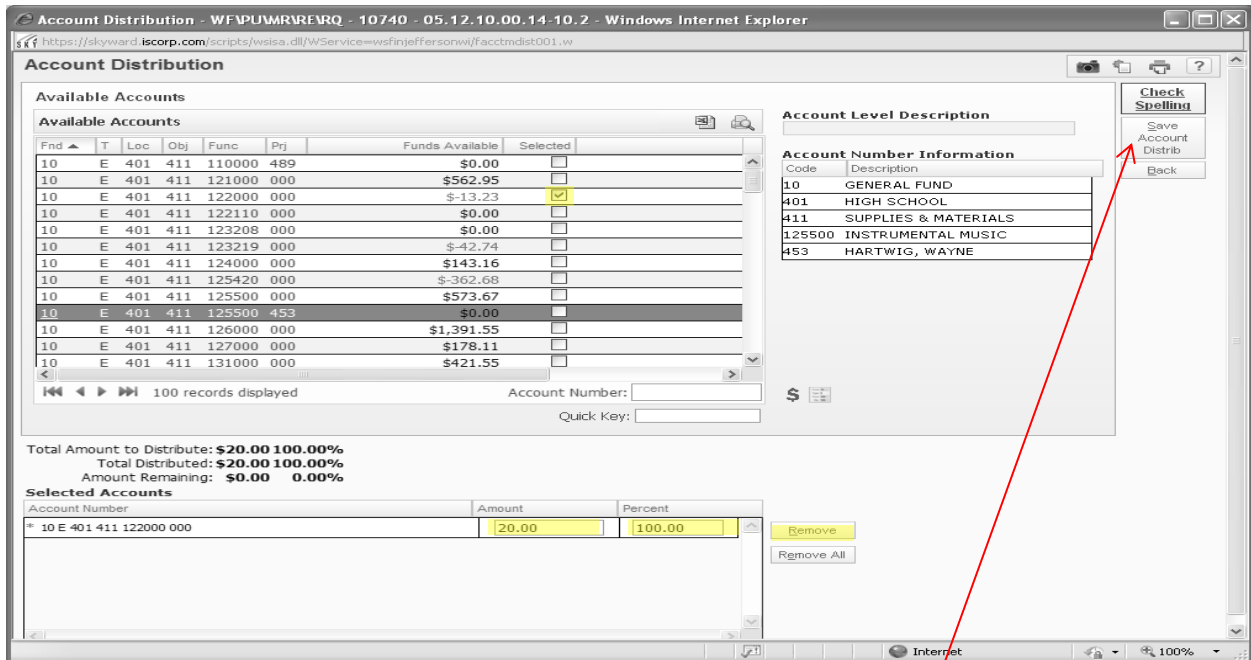 Account Distribution - WF\PU\MR\RE\RQ - 10740 - 05.12.10.00.14-10.2 - Windows Internet Explorer
https://skyward.iscorp.com/scripts/wsisa.dll/WService=wsfinjeffersonwi/facctmdist001.w
Account Distribution
?
Available Accounts
Available Accounts
Fnd T Loc Obj Func Prj Funds Available Selected
10 E 401 411 110000 489 $0.00
10 E 401 411 121000 000 $562.95
10 E 401 411 122000 000 $-13.23
10 E 401 411 122110 000 $0.00
10 E 401 411 123208 000 $0.00
10 E 401 411 123219 000 $-42.74
10 E 401 411 124000 000 $143.16
10 E 401 411 125420 000 $-362.68
10 E 401 411 125500 000 $573.67
10 E 401 411 125500 453 $0.00
10 E 401 411 126000 000 $1,391.55
10 E 401 411 127000 000 $178.11
10 E 401 411 131000 000 $421.55
100 records displayed
Account Number:
Quick Key:
Account Level Description
Account Number Information
Code Description
10 GENERAL FUND
401 HIGH SCHOOL
411 SUPPLIES & MATERIALS
125500 INSTRUMENTAL MUSIC
453 HARTWIG, WAYNE
$
Check
Spelling
Save
Account
Distrib
Back
Total Amount to Distribute: $20.00 100.00%
Total Distributed: $20.00 100.00%
Amount Remaining: $0.00 0.00%
Selected Accounts
Account Number Amount Percent
* 10 E 401 411 122000 000 20.00 100.00
Remove
Remove All
Internet
100%